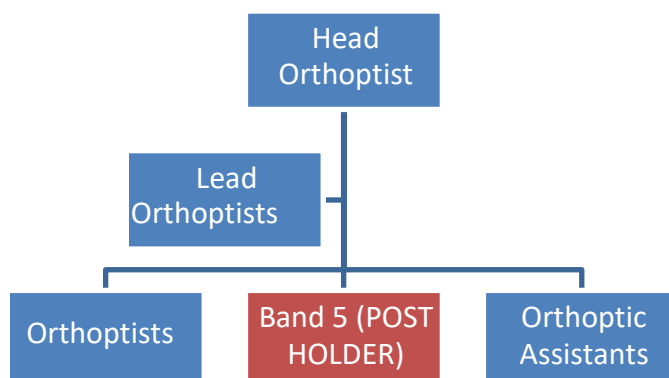 Head
Orthoptist
Lead
Orthoptists
Orthoptists
Band 5 (POST
HOLDER)
Orthoptic
Assistants